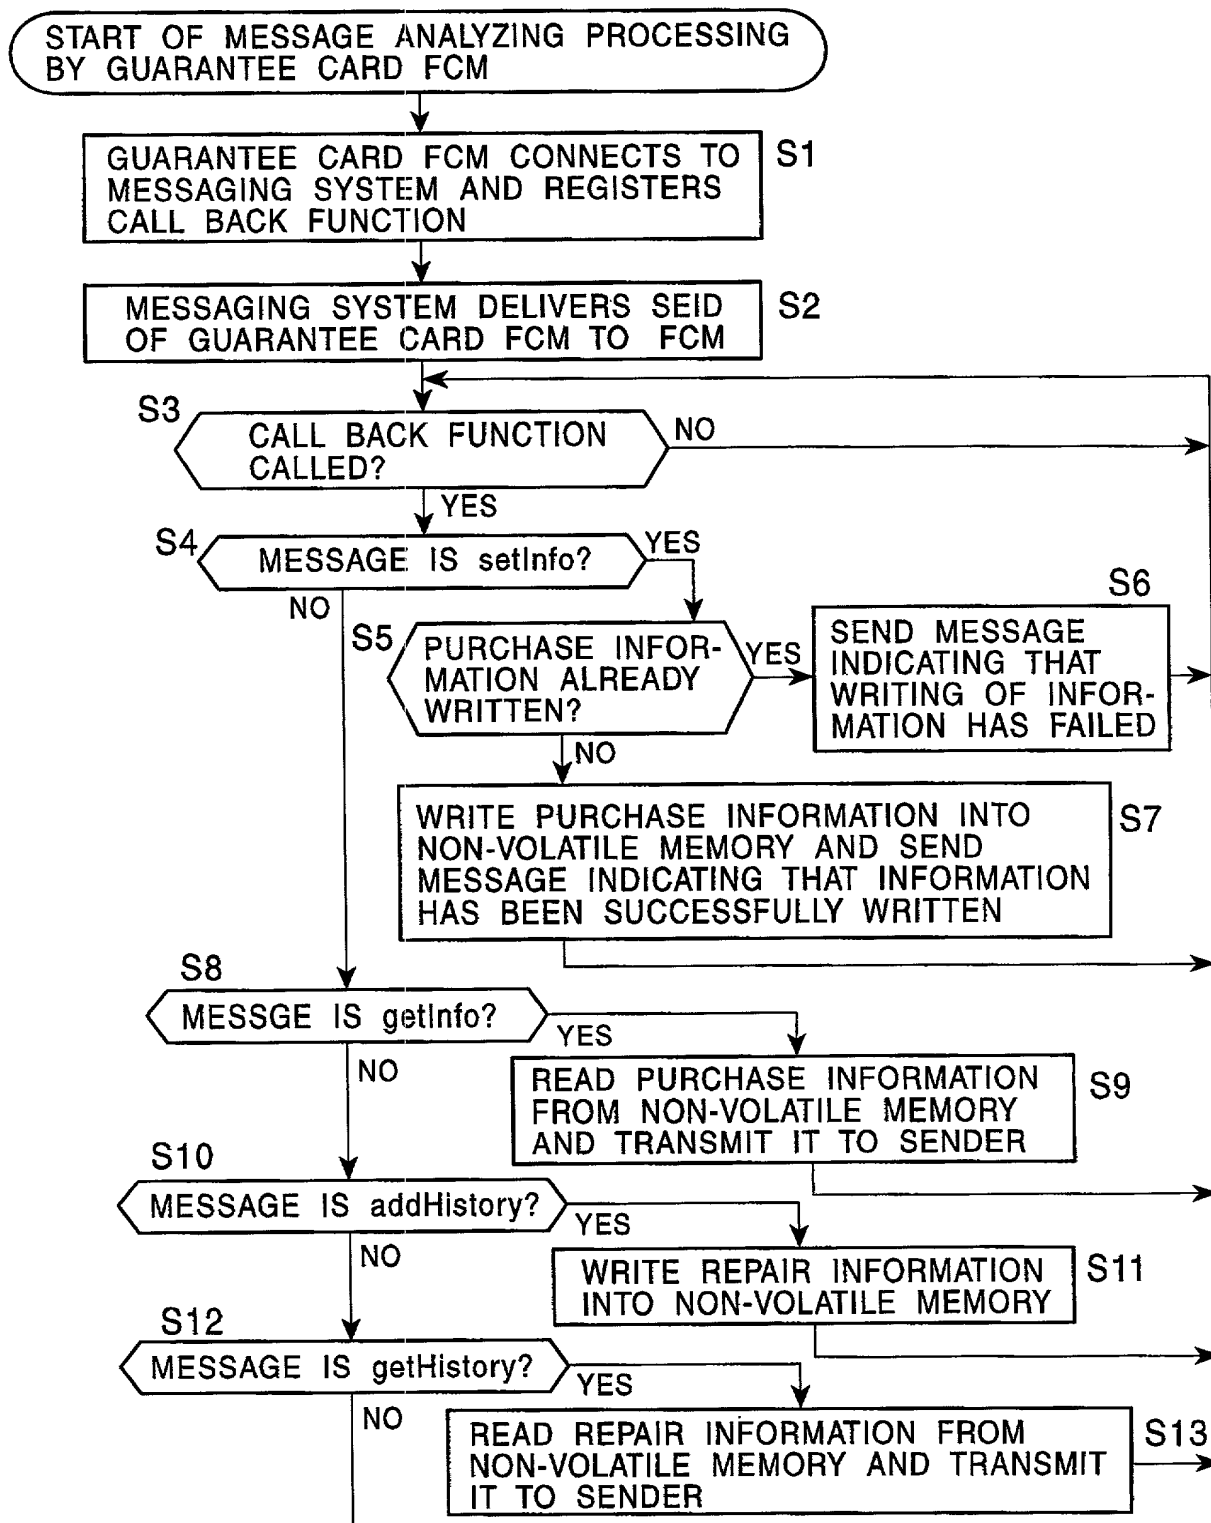 START OF MESSAGE ANALYZING PROCESSING
BY GUARANTEE CARD FCM
GUARANTEE CARD FCM CONNECTS TO
MESSAGING SYSTEM AND REGISTERS
CALL BACK FUNCTION
S1
MESSAGING SYSTEM DELIVERS SEID
OF GUARANTEE CARD FCM TO FCM
S2
S3
CALL BACK FUNCTION
CALLED?
NO
YES
S4
MESSAGE IS setInfo?
YES
NO
S5
PURCHASE INFOR-
MATION ALREADY
WRITTEN?
YES
NO
S6
SEND MESSAGE
INDICATING THAT
WRITING OF INFOR-
MATION HAS FAILED
WRITE PURCHASE INFORMATION INTO
NON-VOLATILE MEMORY AND SEND
MESSAGE INDICATING THAT INFORMATION
HAS BEEN SUCCESSFULLY WRITTEN
S7
S8
MESSGE IS getInfo?
YES
NO
READ PURCHASE INFORMATION
FROM NON-VOLATILE MEMORY
AND TRANSMIT IT TO SENDER
S9
S10
MESSAGE IS addHistory?
YES
NO
WRITE REPAIR INFORMATION
INTO NON-VOLATILE MEMORY
S11
S12
MESSAGE IS getHistory?
YES
NO
READ REPAIR INFORMATION FROM
NON-VOLATILE MEMORY AND TRANSMIT
IT TO SENDER
S13